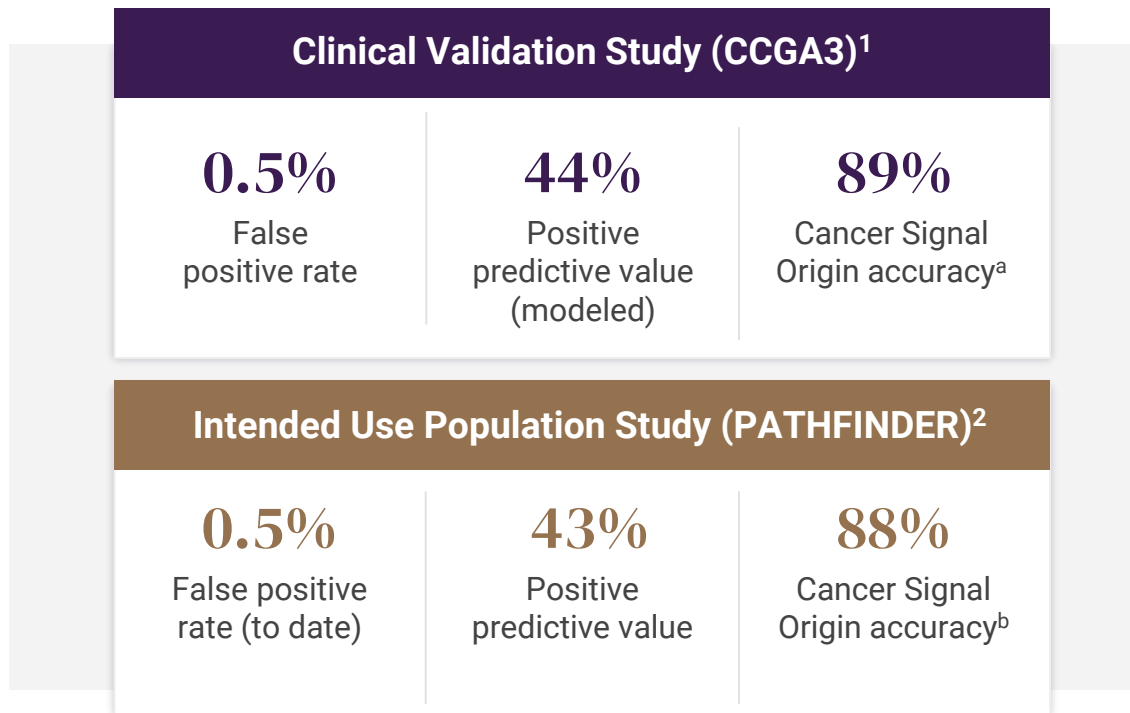 Clinical Validation Study (CCGA3)¹
0.5%
False
positive rate
44%
Positive
predictive value
(modeled)
89%
Cancer Signal
Origin accuracyᵃ
Intended Use Population Study (PATHFINDER)²
0.5%
False positive
rate (to date)
43%
Positive
predictive value
88%
Cancer Signal
Origin accuracyᵇ